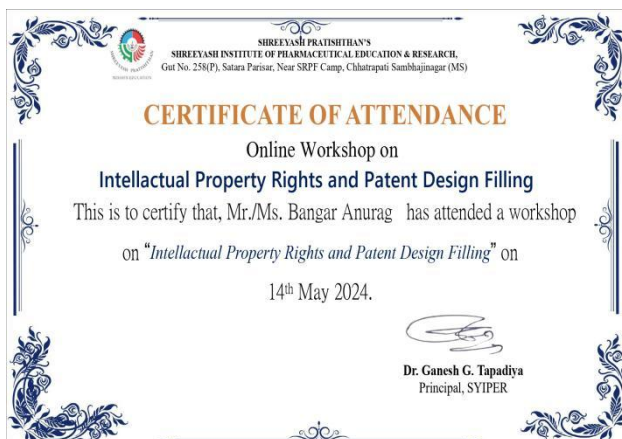 SHREEYASH PRATISHTHAN'S
SHREEYASH INSTITUTE OF PHARMACEUTICAL EDUCATION & RESEARCH,
Gut No. 258(P), Satara Parisar, Near SRPF Camp, Chhatrapati Sambhajinagar (MS)
SHREEYASH PRATISHTHAN
CERTIFICATE OF ATTENDANCE
Online Workshop on
Intellactual Property Rights and Patent Design Filling
This is to certify that, Mr./Ms. Bangar Anurag has attended a workshop
on “Intellactual Property Rights and Patent Design Filling” on
14th May 2024.
Dr. Ganesh G. Tapadiya
Principal, SYIPER